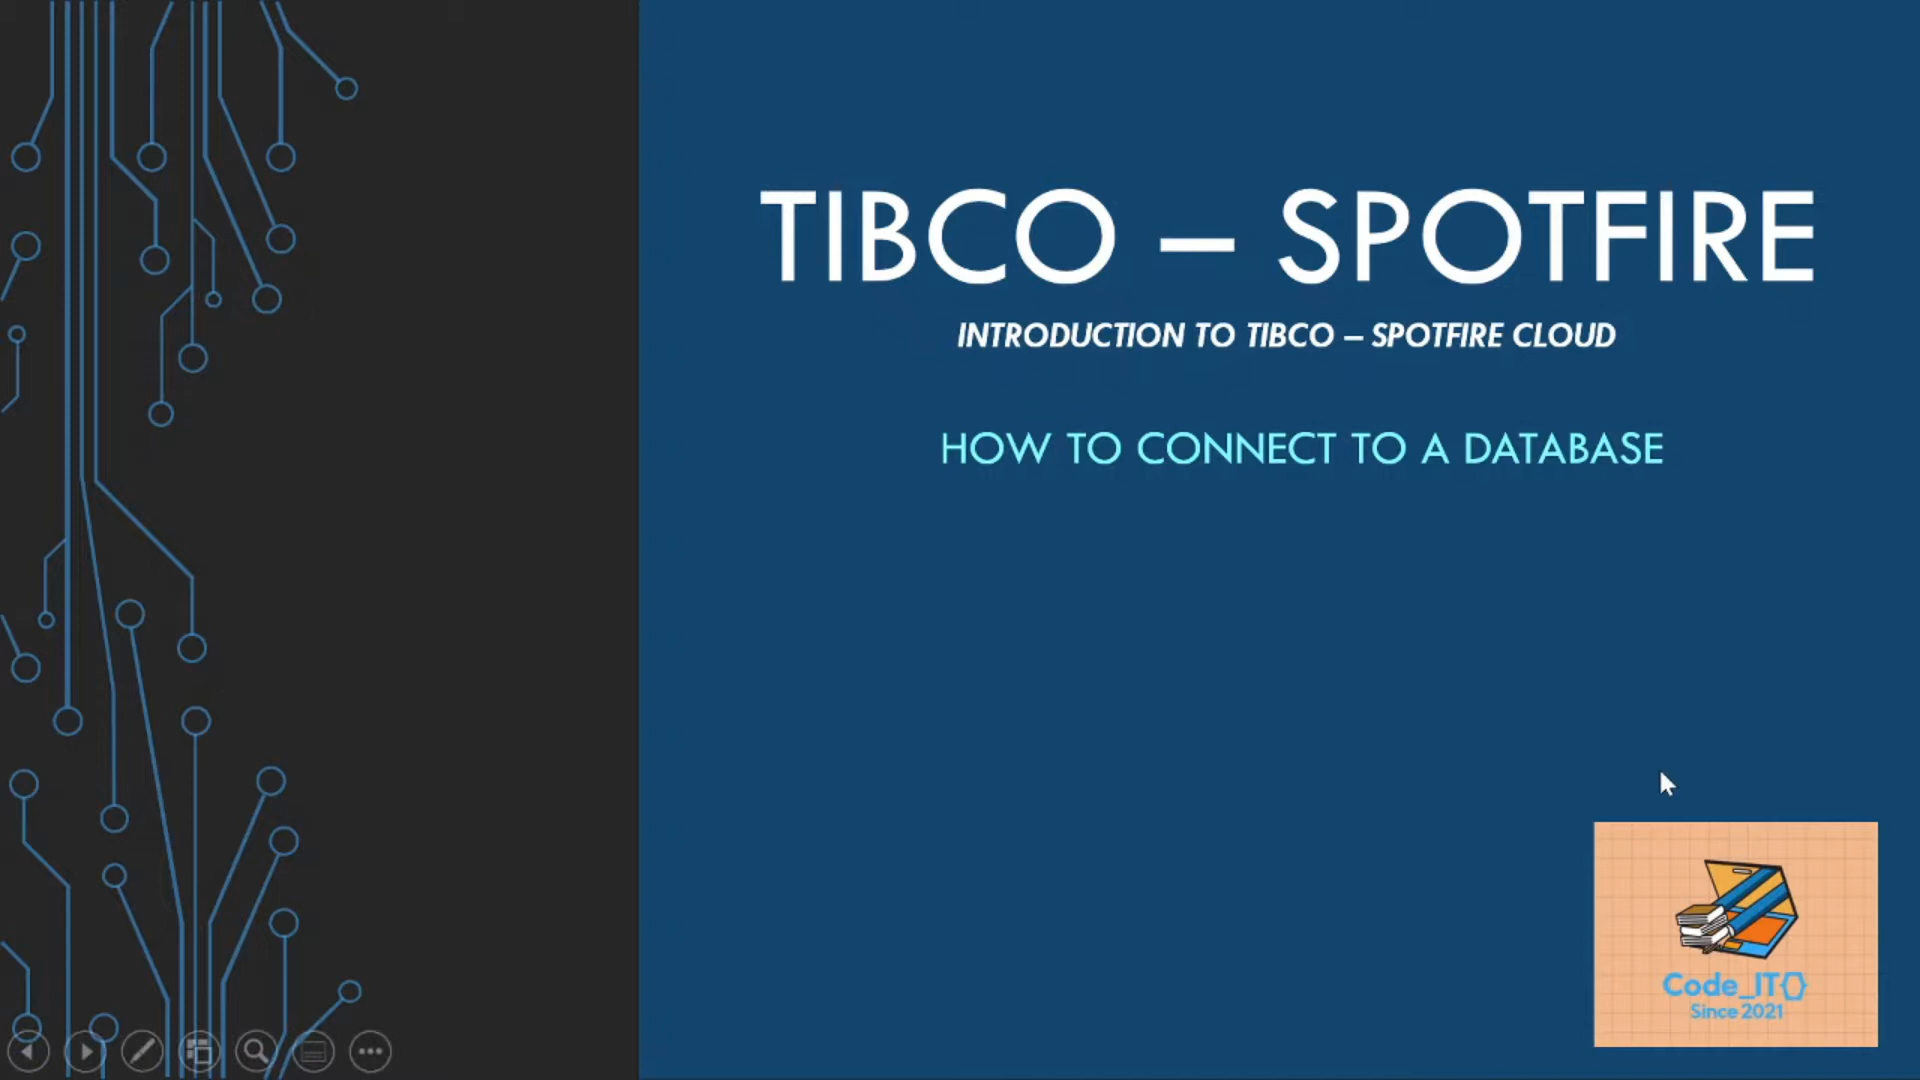 TIBCO – SPOTFIRE
INTRODUCTION TO TIBCO – SPOTFIRE CLOUD
HOW TO CONNECT TO A DATABASE
Code_IT{}
Since 2021